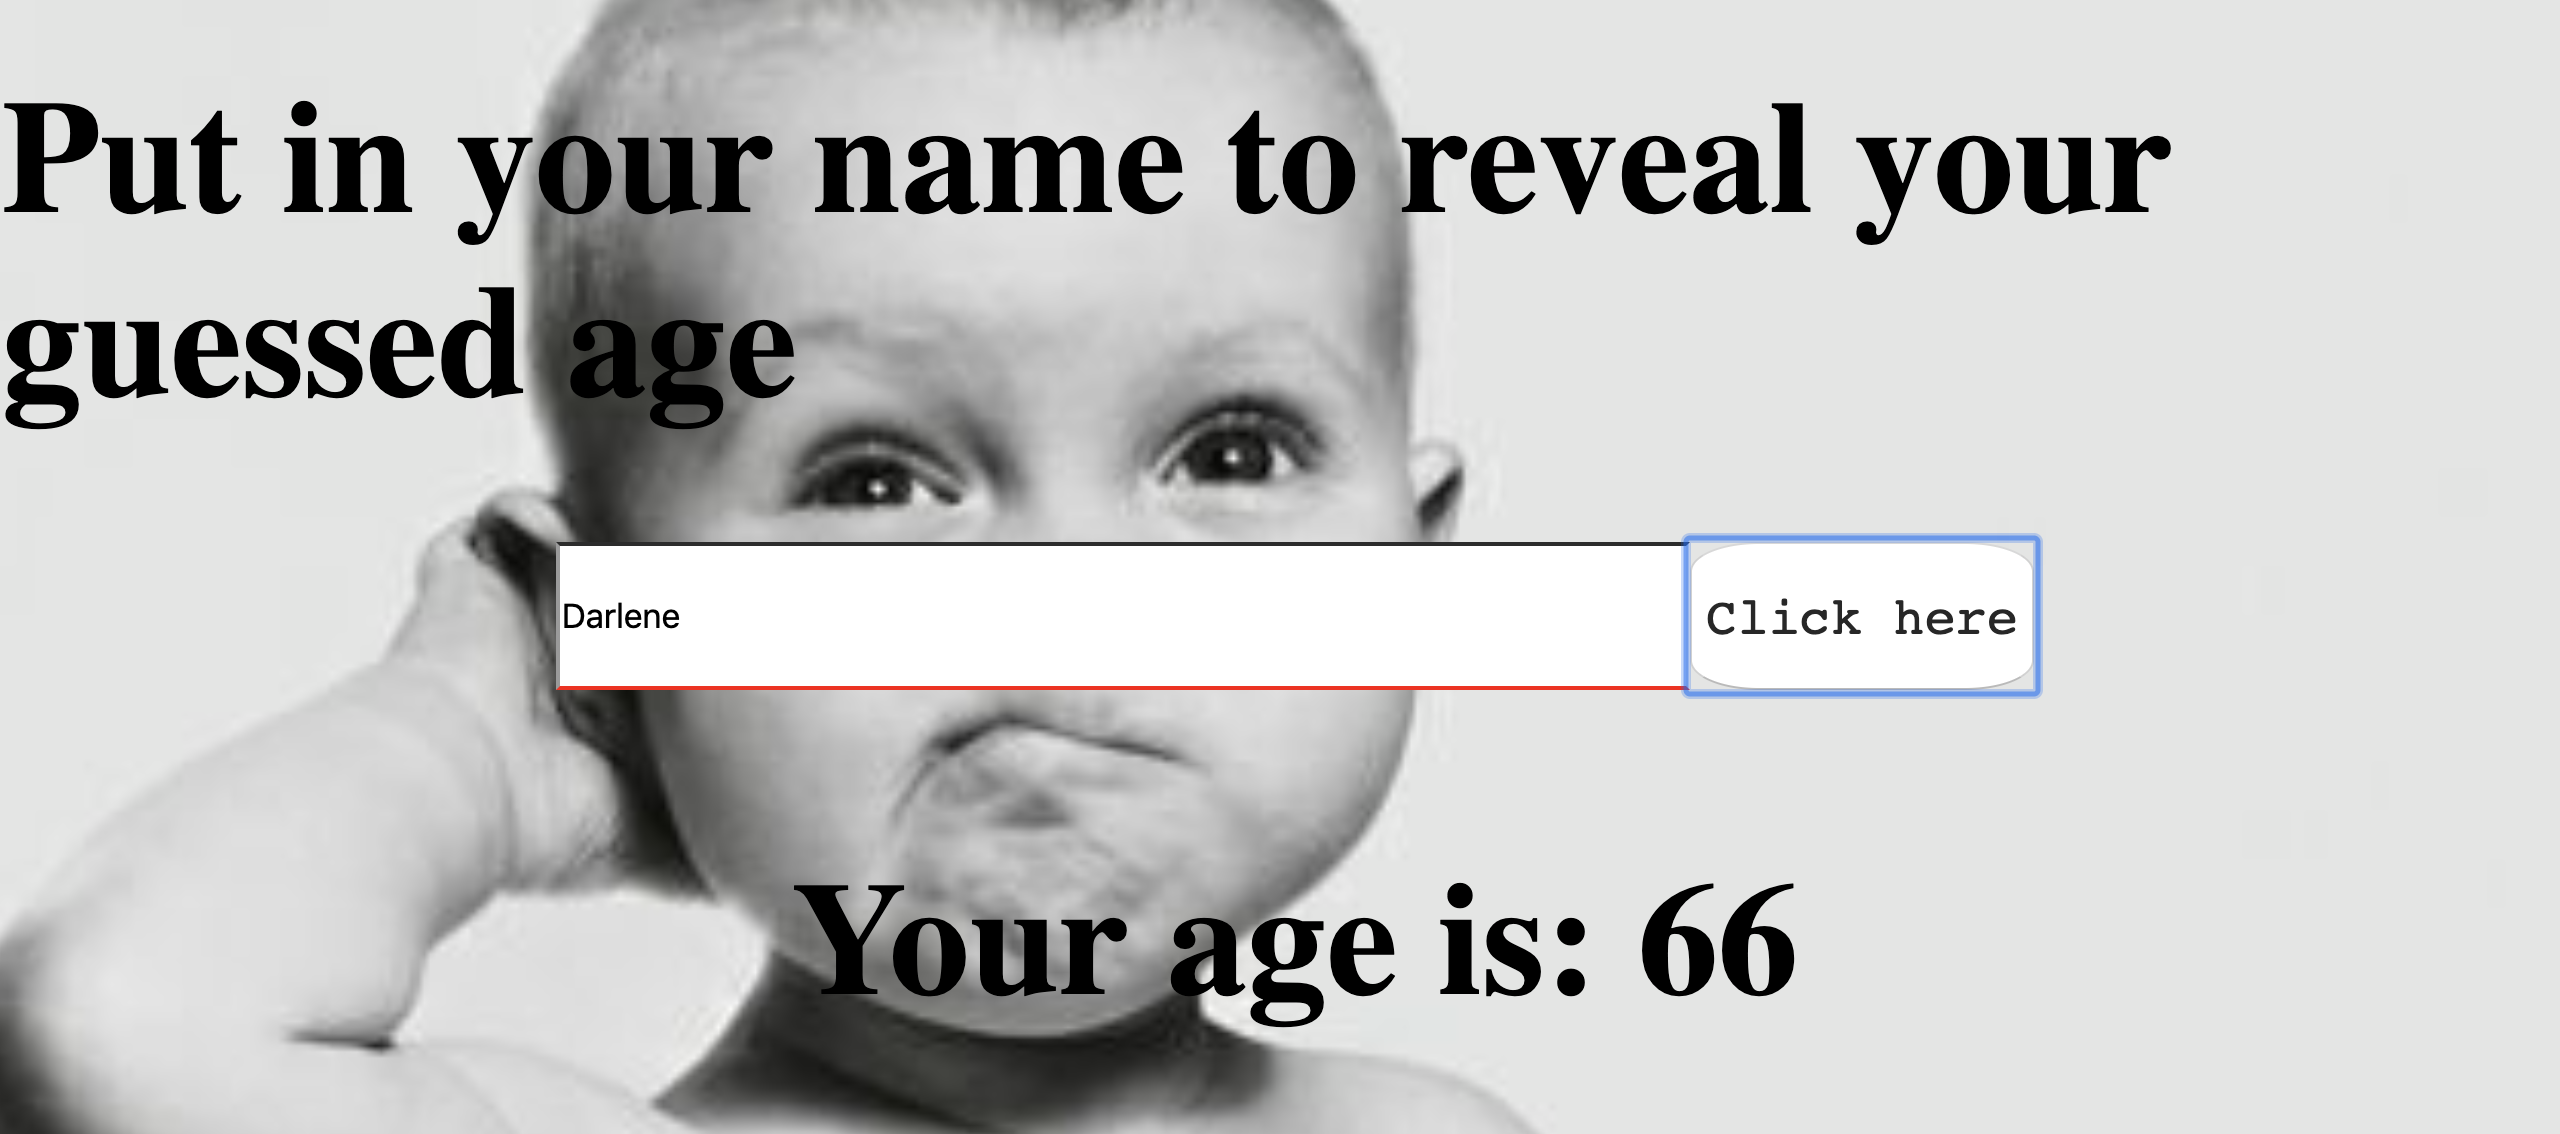 Put in your name to reveal your
guessed age
Darlene
Click here
Your age is: 66